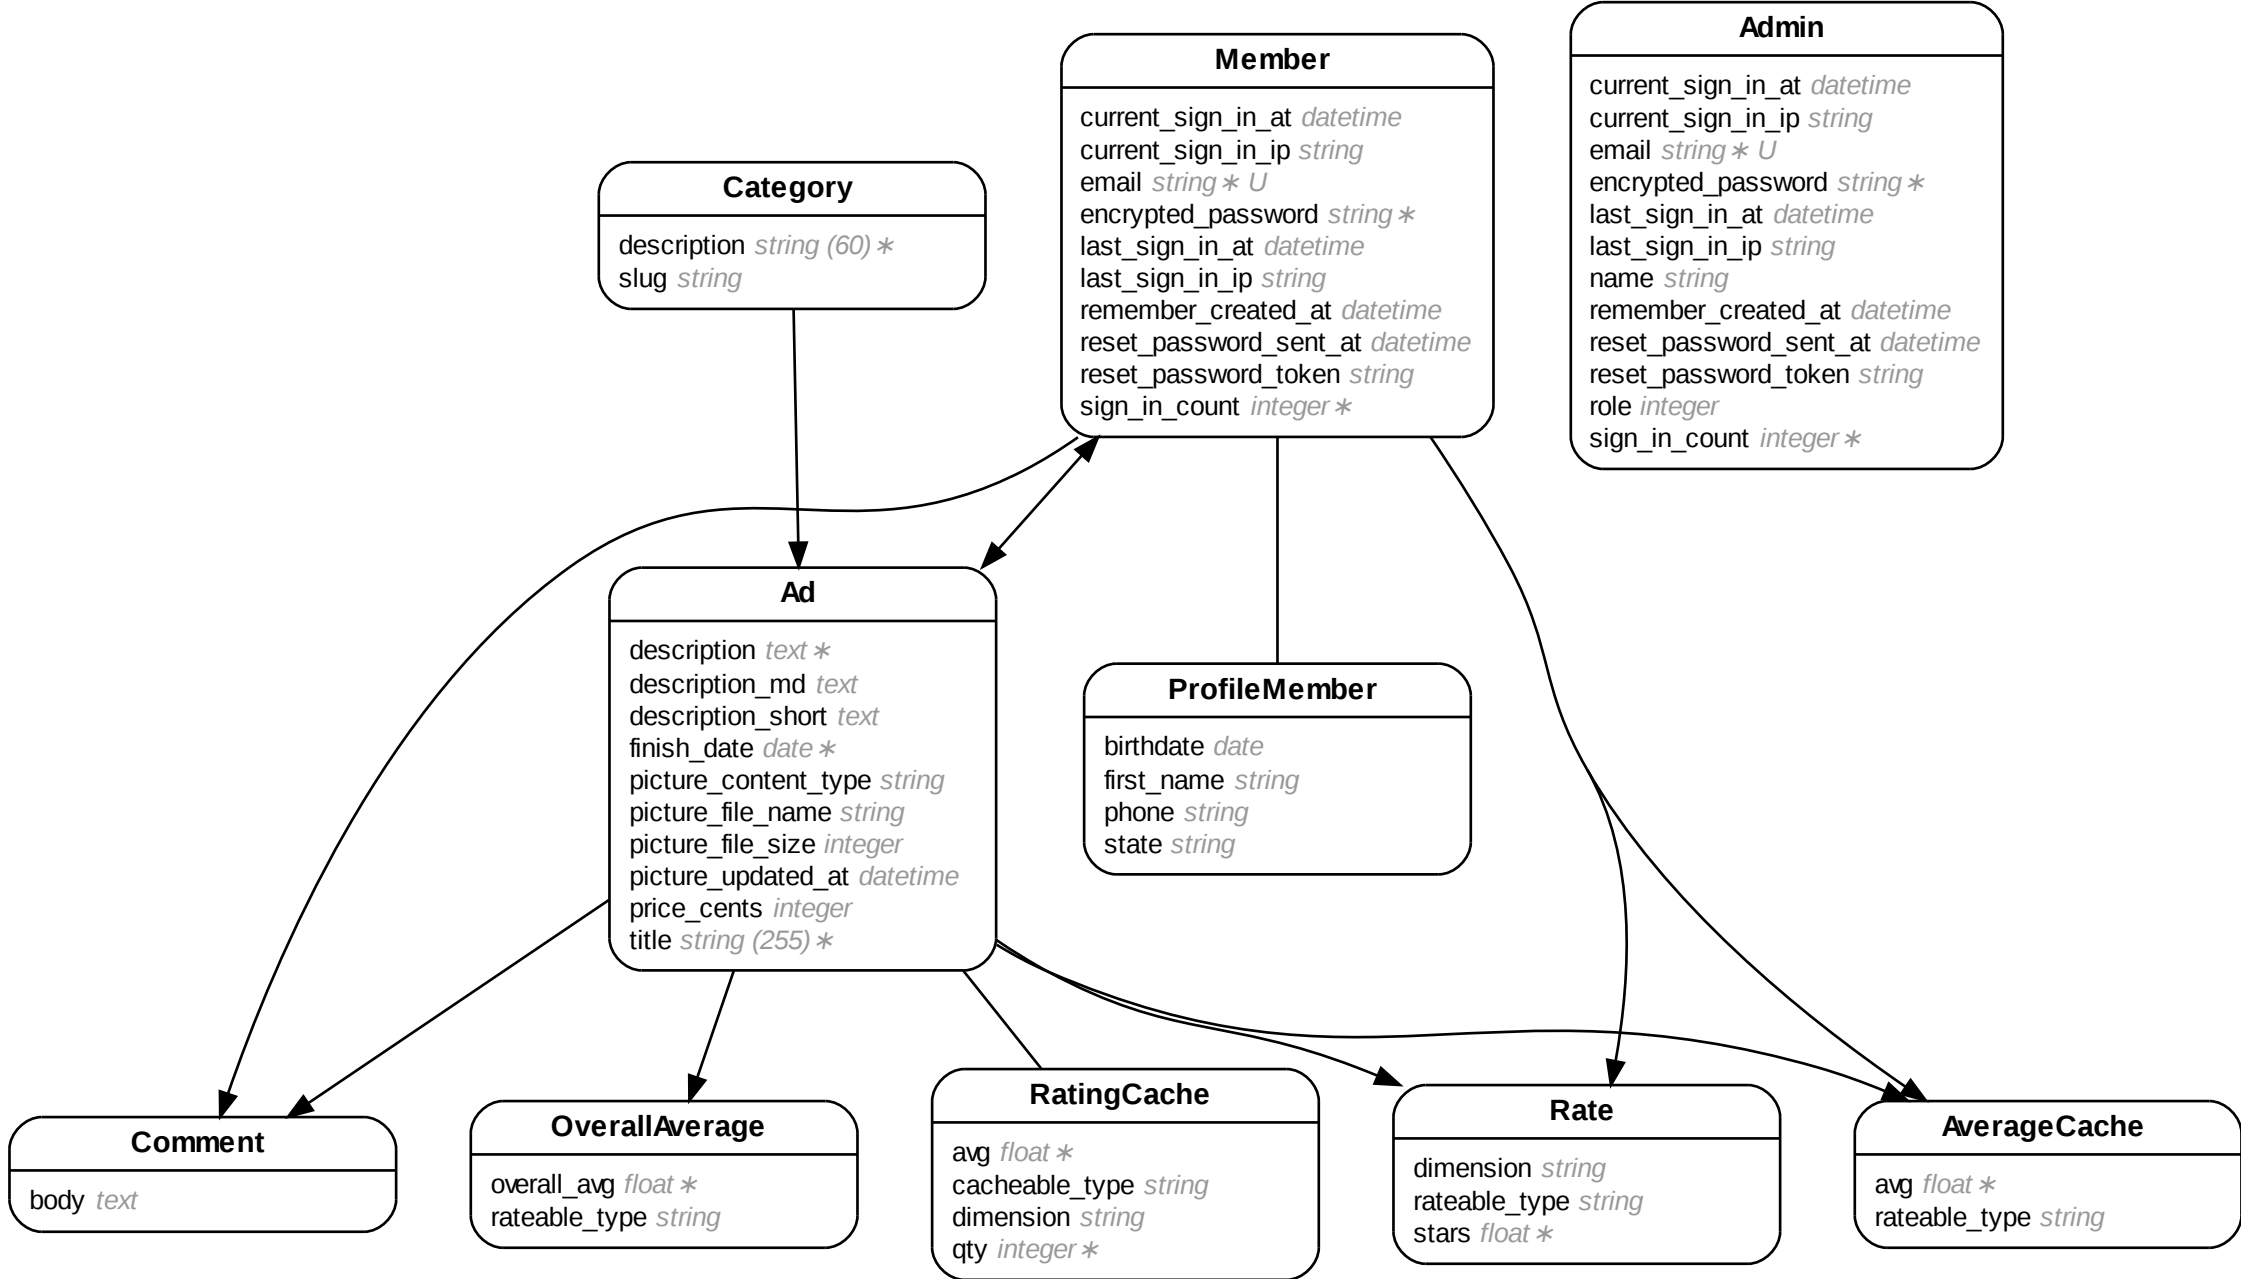 Admin
current_sign_in_at datetime
current_sign_in_ip string
email string∗ U
encrypted_password string∗
last_sign_in_at datetime
last_sign_in_ip string
name string
remember_created_at datetime
reset_password_sent_at datetime
reset_password_token string
role integer
sign_in_count integer∗
Member
current_sign_in_at datetime
current_sign_in_ip string
email string∗ U
encrypted_password string∗
last_sign_in_at datetime
last_sign_in_ip string
remember_created_at datetime
reset_password_sent_at datetime
reset_password_token string
sign_in_count integer∗
Category
description string (60)∗
slug string
Ad
description text∗
description_md text
description_short text
finish_date date∗
picture_content_type string
picture_file_name string
picture_file_size integer
picture_updated_at datetime
price_cents integer
title string (255)∗
ProfileMember
birthdate date
first_name string
phone string
state string
Comment
body text
OverallAverage
overall_avg float∗
rateable_type string
RatingCache
avg float∗
cacheable_type string
dimension string
qty integer∗
Rate
dimension string
rateable_type string
stars float∗
AverageCache
avg float∗
rateable_type string